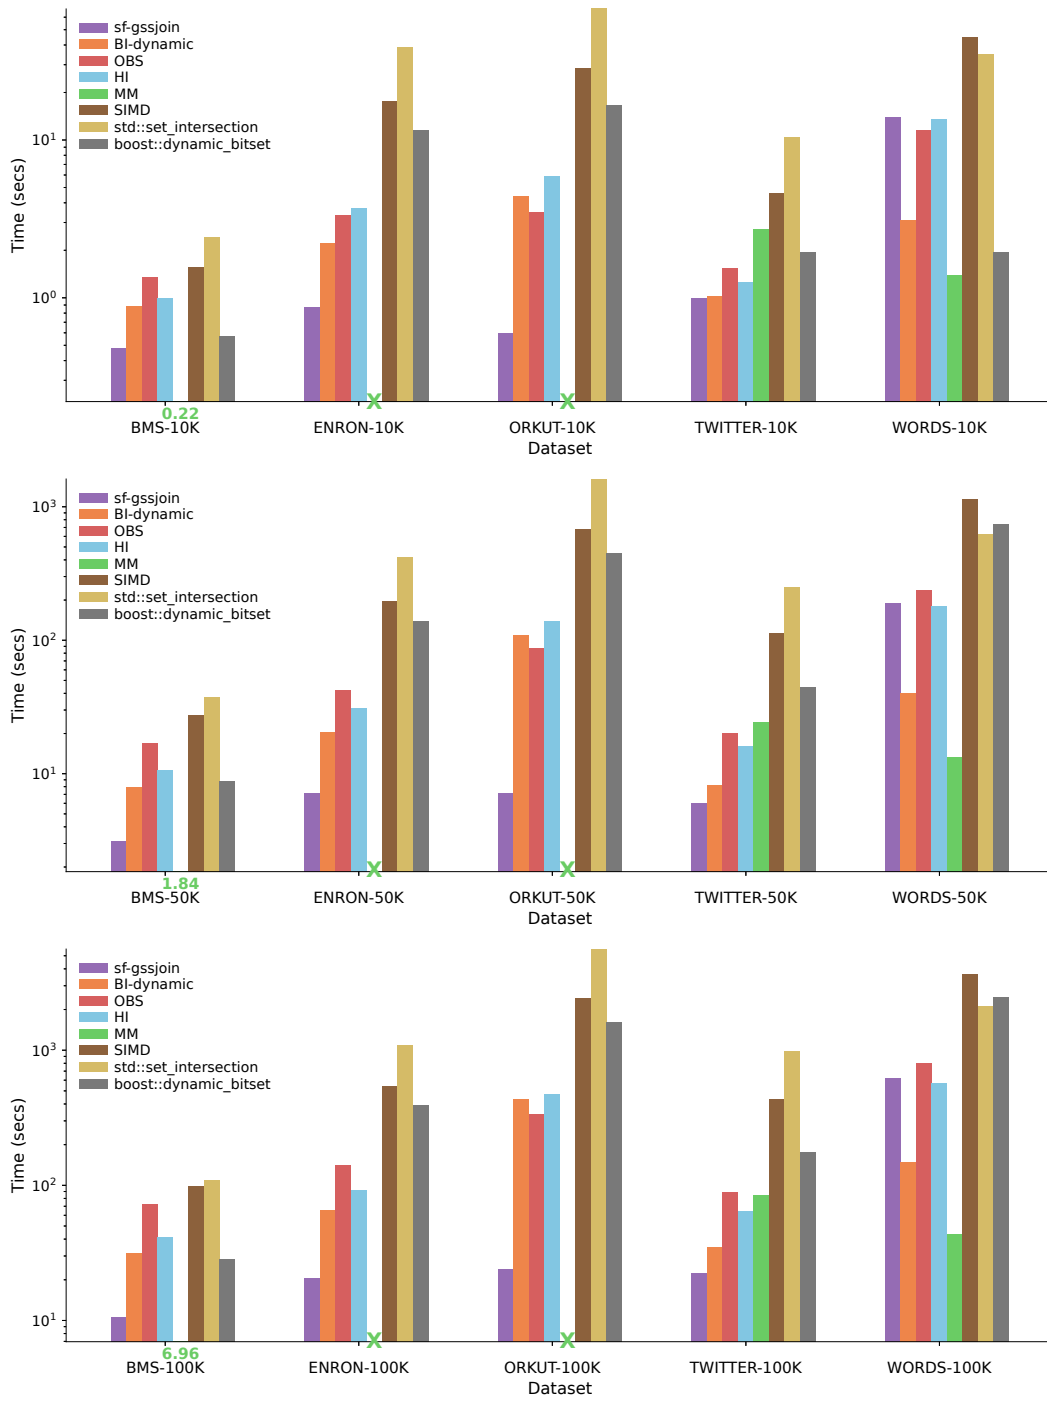 sf-gssjoin
BI-dynamic
OBS
HI
MM
SIMD
std::set_intersection
boost::dynamic_bitset
Time (secs)
10¹
10⁰
0.22
X
X
BMS-10K
ENRON-10K
ORKUT-10K
TWITTER-10K
WORDS-10K
Dataset
sf-gssjoin
BI-dynamic
OBS
HI
MM
SIMD
std::set_intersection
boost::dynamic_bitset
Time (secs)
10³
10²
10¹
1.84
X
X
BMS-50K
ENRON-50K
ORKUT-50K
TWITTER-50K
WORDS-50K
Dataset
sf-gssjoin
BI-dynamic
OBS
HI
MM
SIMD
std::set_intersection
boost::dynamic_bitset
Time (secs)
10³
10²
10¹
6.96
X
X
BMS-100K
ENRON-100K
ORKUT-100K
TWITTER-100K
WORDS-100K
Dataset